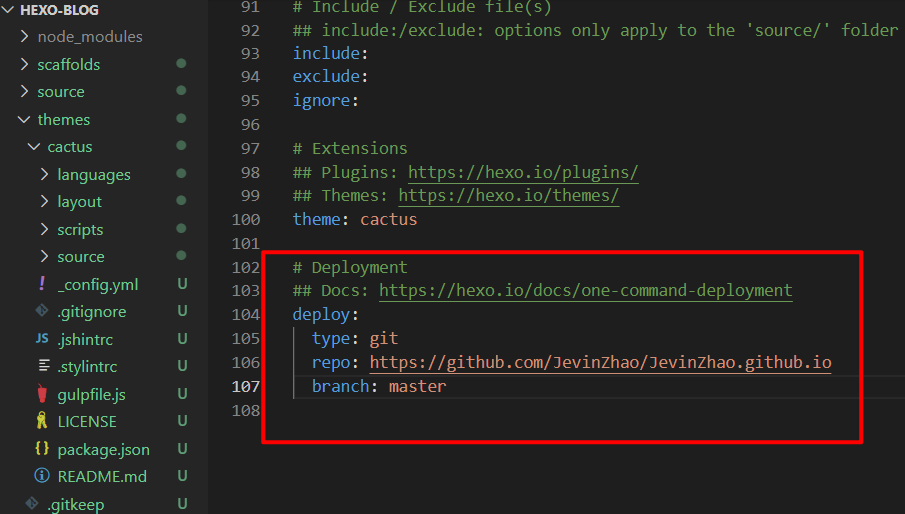 HEXO-BLOG
node_modules
scaffolds
source
themes
cactus
languages
layout
scripts
source
! _config.yml U
.gitignore U
JS .jshintrc U
.stylintrc U
gulpfile.js U
LICENSE U
{} package.json U
README.md U
.gitkeep U
91 # Include / Exclude file(s)
92 ## include:/exclude: options only apply to the 'source/' folder
93 include:
94 exclude:
95 ignore:
96
97 # Extensions
98 ## Plugins: https://hexo.io/plugins/
99 ## Themes: https://hexo.io/themes/
100 theme: cactus
101
102 # Deployment
103 ## Docs: https://hexo.io/docs/one-command-deployment
104 deploy:
105 type: git
106 repo: https://github.com/JevinZhao/JevinZhao.github.io
107 branch: master
108